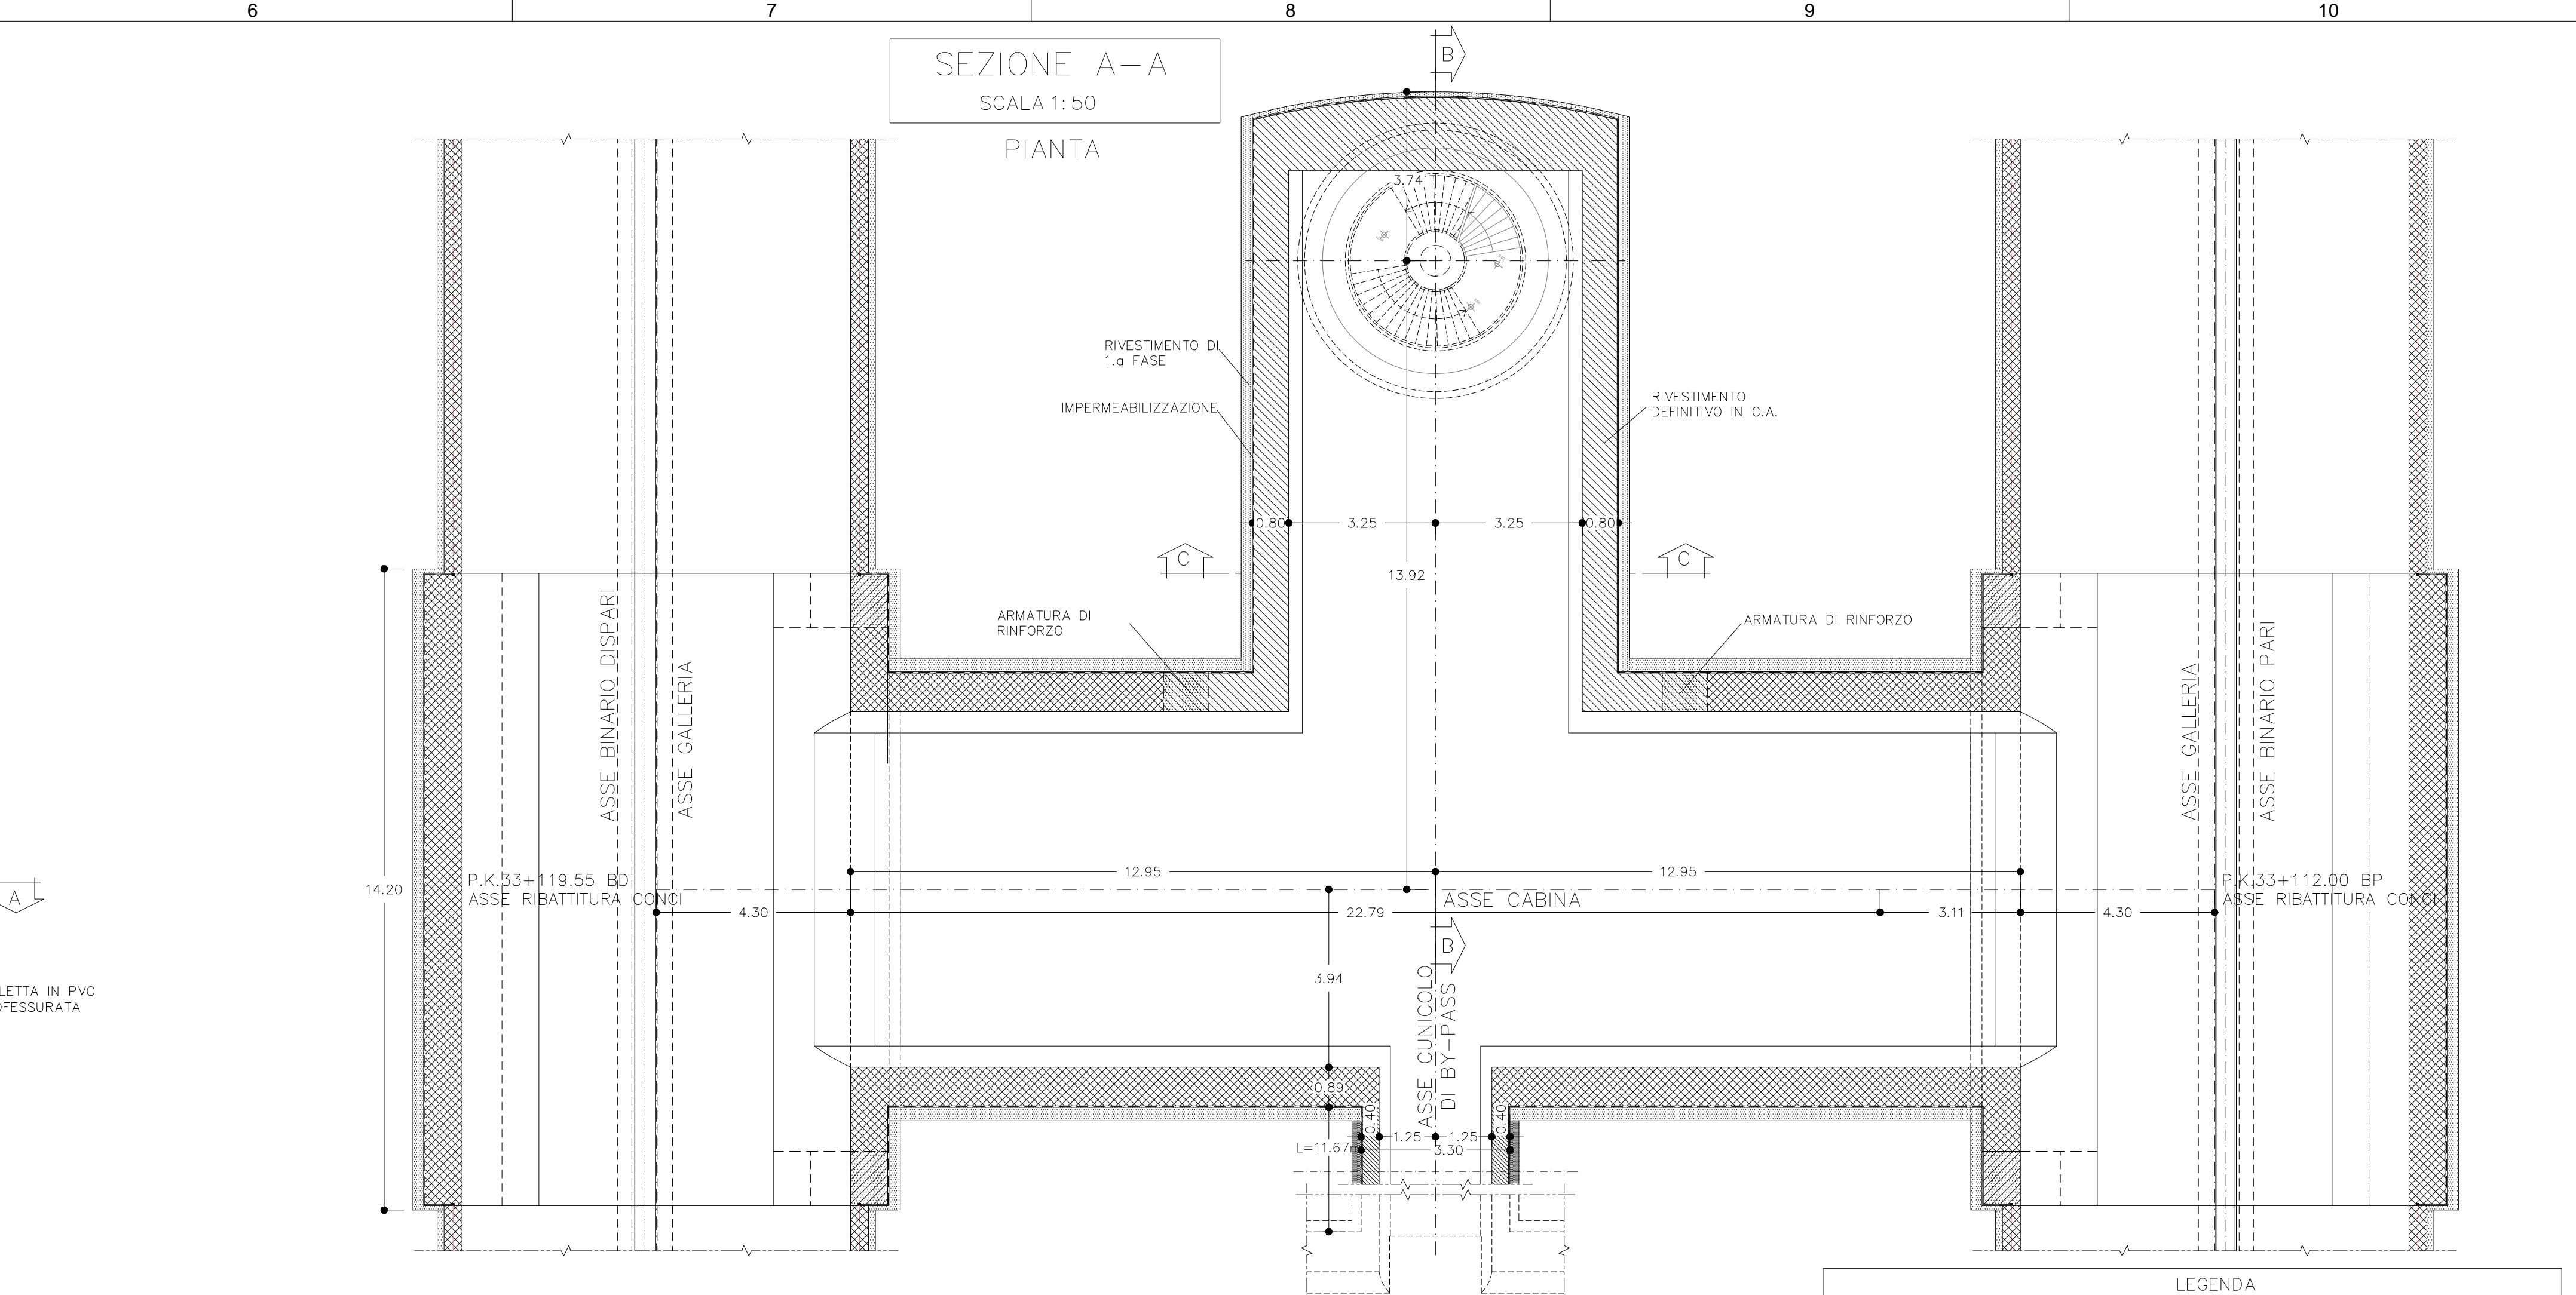 6 7 8 9 10
SEZIONE A-A
SCALA 1:50
PIANTA
B
3.74
RIVESTIMENTO DI
1.a FASE
IMPERMEABILIZZAZIONE
RIVESTIMENTO
DEFINITIVO IN C.A.
0.80 3.25 3.25 0.80
C C
13.92
ARMATURA DI
RINFORZO
ARMATURA DI RINFORZO
ASSE BINARIO DISPARI
ASSE GALLERIA
ASSE GALLERIA
ASSE BINARIO PARI
12.95 12.95
14.20
A
P.K.33+119.55 BD
ASSE RIBATTITURA CONCI
P.K.33+112.00 BP
ASSE RIBATTITURA CONCI
ASSE CABINA
4.30 22.79 3.11 4.30
B
3.94
LETTA IN PVC
OFESSURATA
ASSE CUNICOLO
DI BY-PASS
0.89
0.40 0.40
1.25 1.25
L=11.67m
3.30
LEGENDA